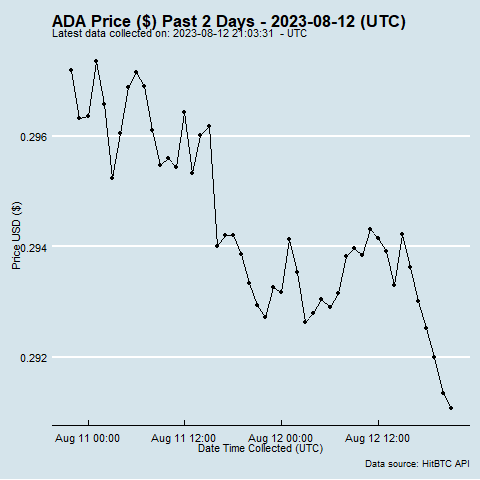 ADA Price ($) Past 2 Days - 2023-08-12 (UTC)
Latest data collected on: 2023-08-12 21:03:31  - UTC
0.296
0.294
0.292
Price USD ($)
Aug 11 00:00
Aug 11 12:00
Aug 12 00:00
Aug 12 12:00
Date Time Collected (UTC)
Data source: HitBTC API